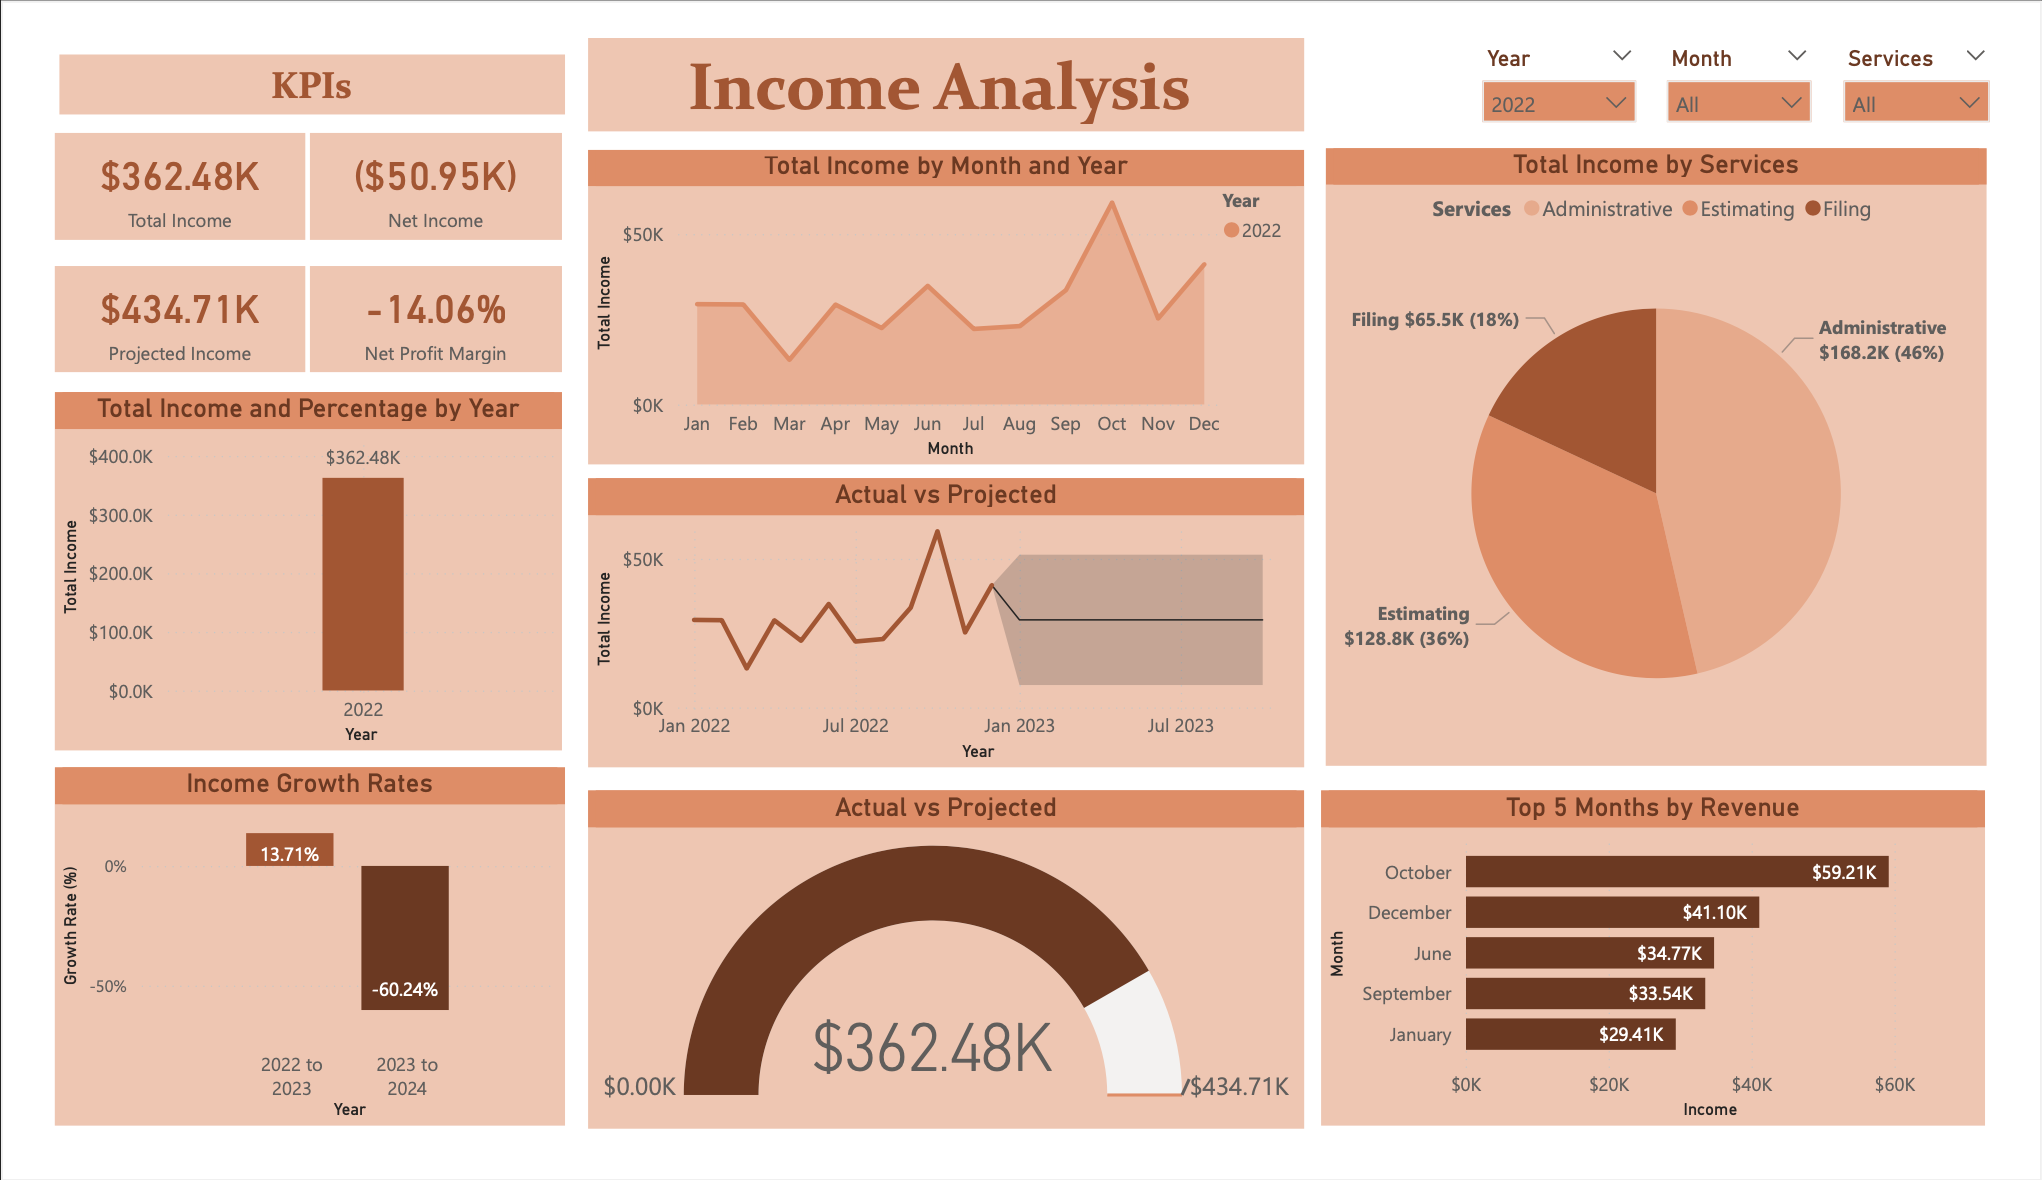 KPIs
Income Analysis
Year
Month
Services
2022
All
All
$362.48K
Total Income
($50.95K)
Net Income
$434.71K
Projected Income
-14.06%
Net Profit Margin
Total Income and Percentage by Year
$400.0K
$300.0K
$200.0K
$100.0K
$0.0K
Total Income
$362.48K
2022
Year
Income Growth Rates
0%
-50%
Growth Rate (%)
13.71%
-60.24%
2022 to
2023
2023 to
2024
Year
Total Income by Month and Year
Year
2022
$50K
$0K
Total Income
Jan Feb Mar Apr May Jun Jul Aug Sep Oct Nov Dec
Month
Actual vs Projected
$50K
$0K
Total Income
Jan 2022 Jul 2022 Jan 2023 Jul 2023
Year
Actual vs Projected
$362.48K
$0.00K
$434.71K
Total Income by Services
Services Administrative Estimating Filing
Filing $65.5K (18%)
Administrative
$168.2K (46%)
Estimating
$128.8K (36%)
Top 5 Months by Revenue
Month
October $59.21K
December $41.10K
June $34.77K
September $33.54K
January $29.41K
$0K $20K $40K $60K
Income